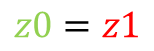 z0 = z1